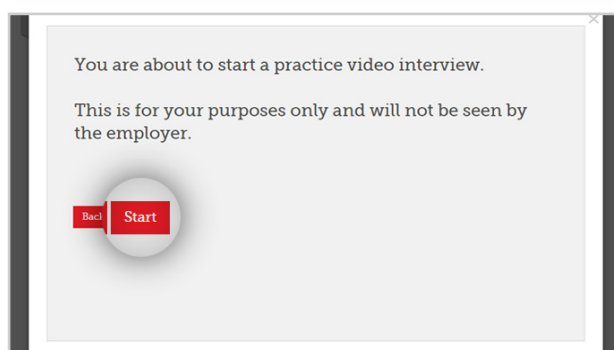 You are about to start a practice video interview.
This is for your purposes only and will not be seen by
the employer.
Start